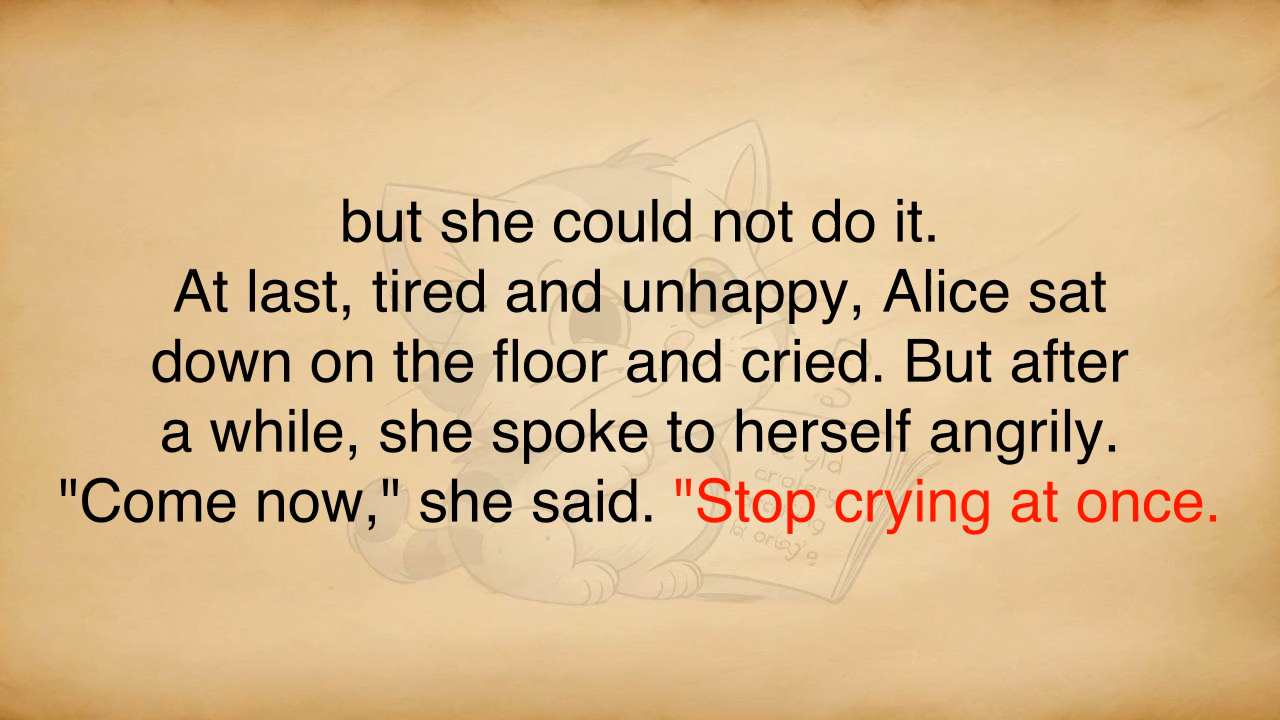 but she could not do it.
At last, tired and unhappy, Alice sat
down on the floor and cried. But after
a while, she spoke to herself angrily.
"Come now," she said. "Stop crying at once.